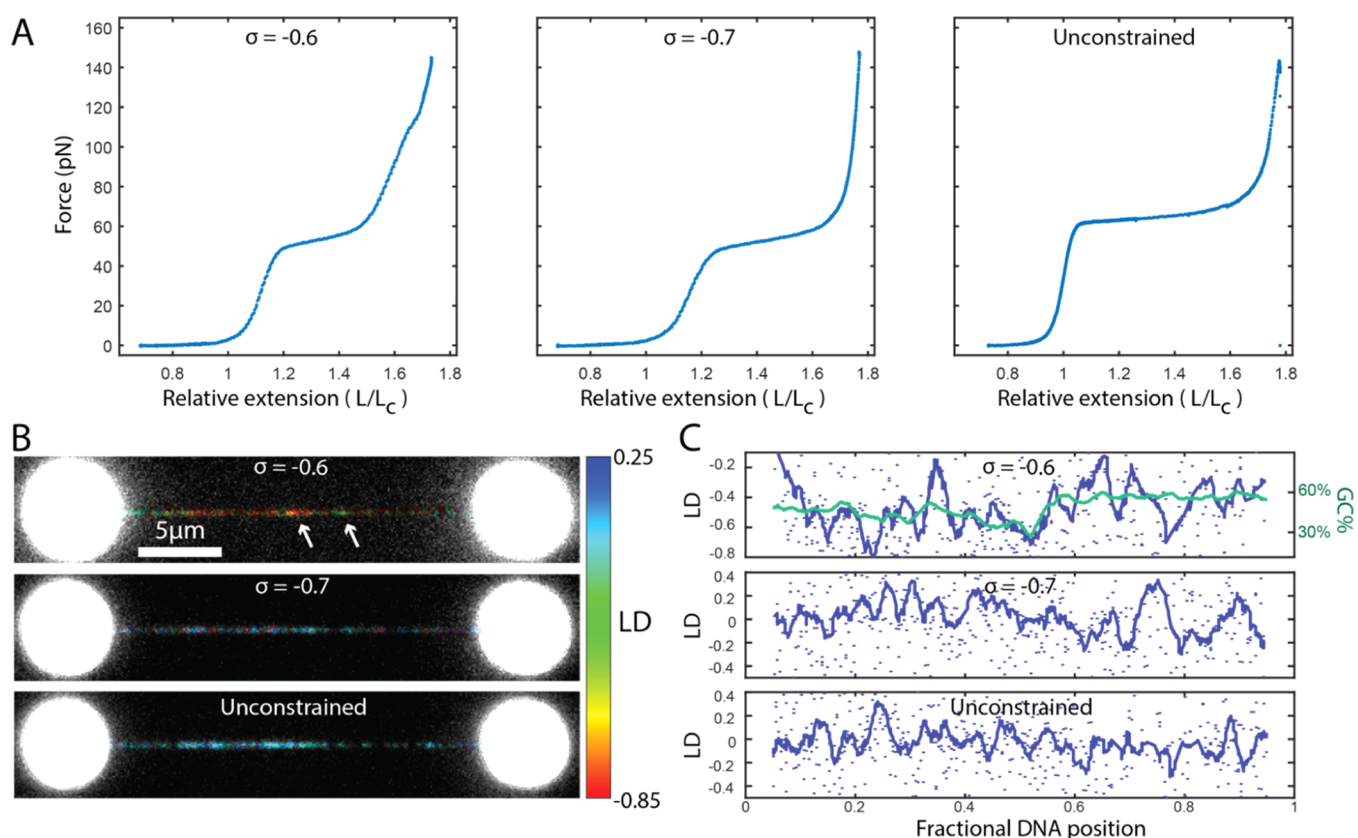 A
σ = -0.6
σ = -0.7
Unconstrained
Force (pN)
160
140
120
100
80
60
40
20
0
0.8 1 1.2 1.4 1.6 1.8
0.8 1 1.2 1.4 1.6 1.8
0.8 1 1.2 1.4 1.6 1.8
Relative extension ( L/LC )
Relative extension ( L/LC )
Relative extension ( L/LC )
B
σ = -0.6
5μm
σ = -0.7
Unconstrained
0.25
LD
-0.85
C
σ = -0.6
LD
-0.2
-0.4
-0.6
-0.8
60%
30%
GC%
σ = -0.7
LD
0.4
0.2
0
-0.2
-0.4
Unconstrained
LD
0.4
0.2
0
-0.2
-0.4
0 0.2 0.4 0.6 0.8 1
Fractional DNA position